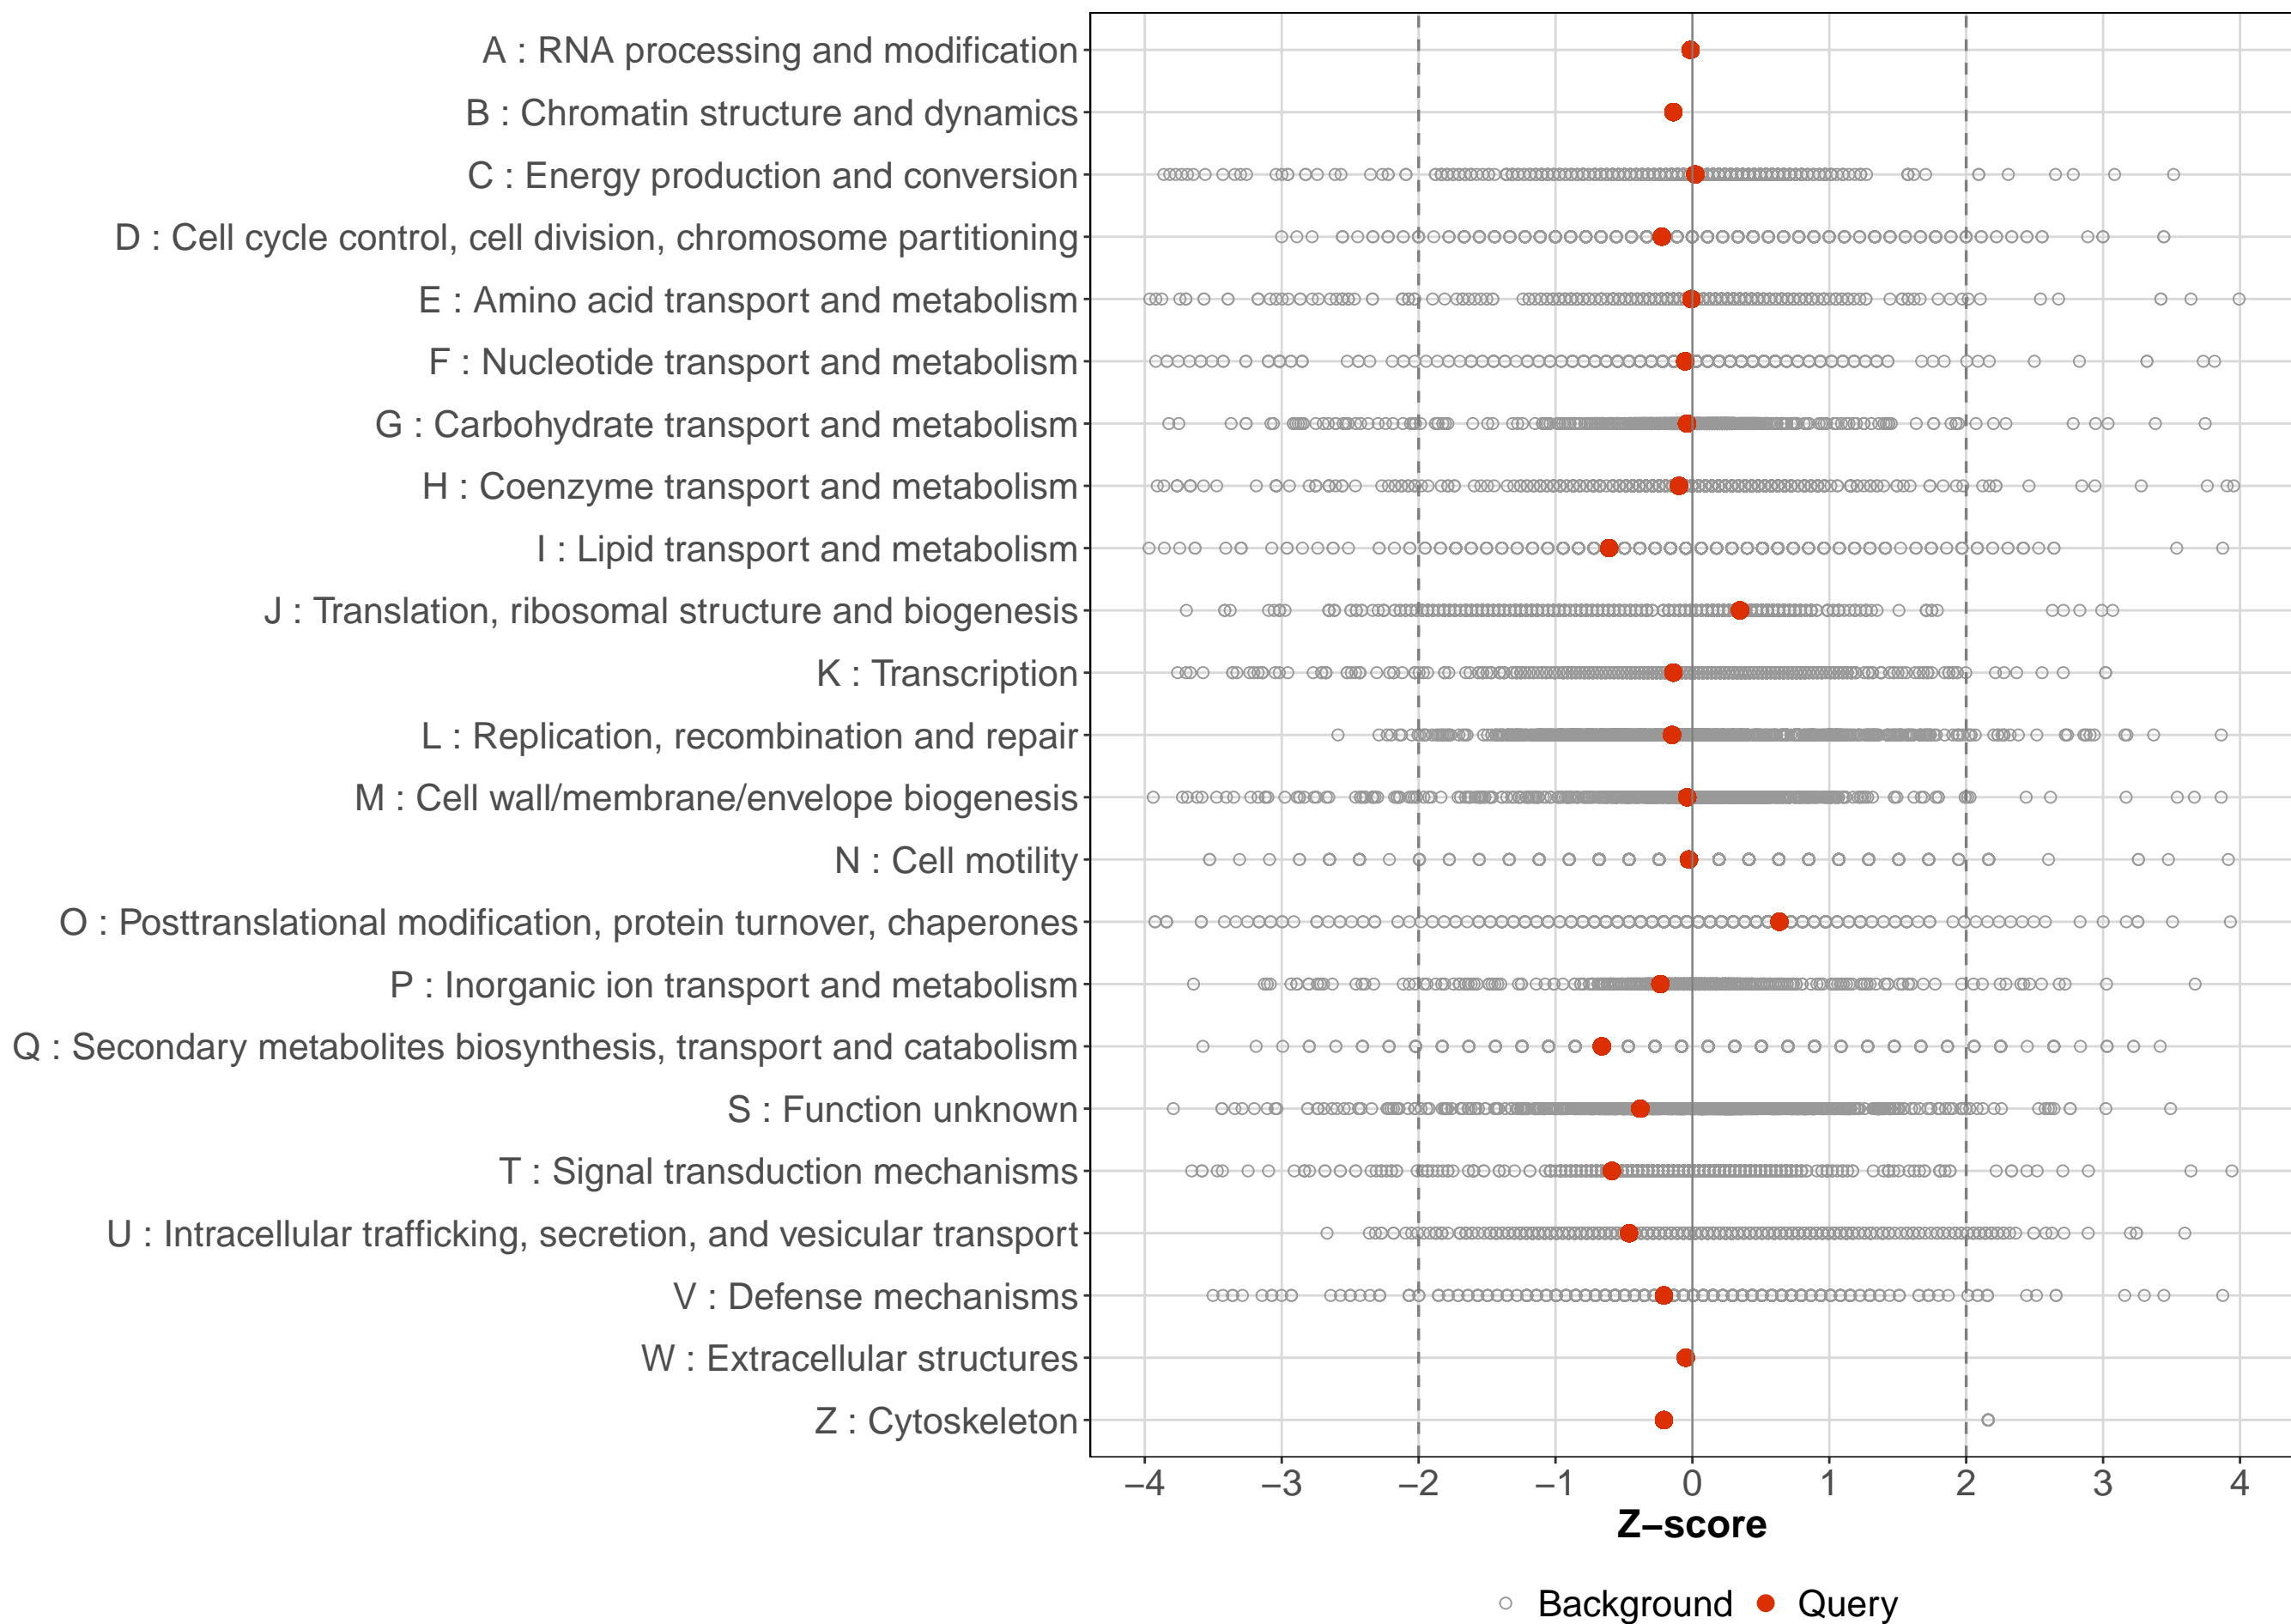 A : RNA processing and modification
B : Chromatin structure and dynamics
C : Energy production and conversion
D : Cell cycle control, cell division, chromosome partitioning
E : Amino acid transport and metabolism
F : Nucleotide transport and metabolism
G : Carbohydrate transport and metabolism
H : Coenzyme transport and metabolism
I : Lipid transport and metabolism
J : Translation, ribosomal structure and biogenesis
K : Transcription
L : Replication, recombination and repair
M : Cell wall/membrane/envelope biogenesis
N : Cell motility
O : Posttranslational modification, protein turnover, chaperones
P : Inorganic ion transport and metabolism
Q : Secondary metabolites biosynthesis, transport and catabolism
S : Function unknown
T : Signal transduction mechanisms
U : Intracellular trafficking, secretion, and vesicular transport
V : Defense mechanisms
W : Extracellular structures
Z : Cytoskeleton
−4 −3 −2 −1 0 1 2 3 4
Z−score
Background Query